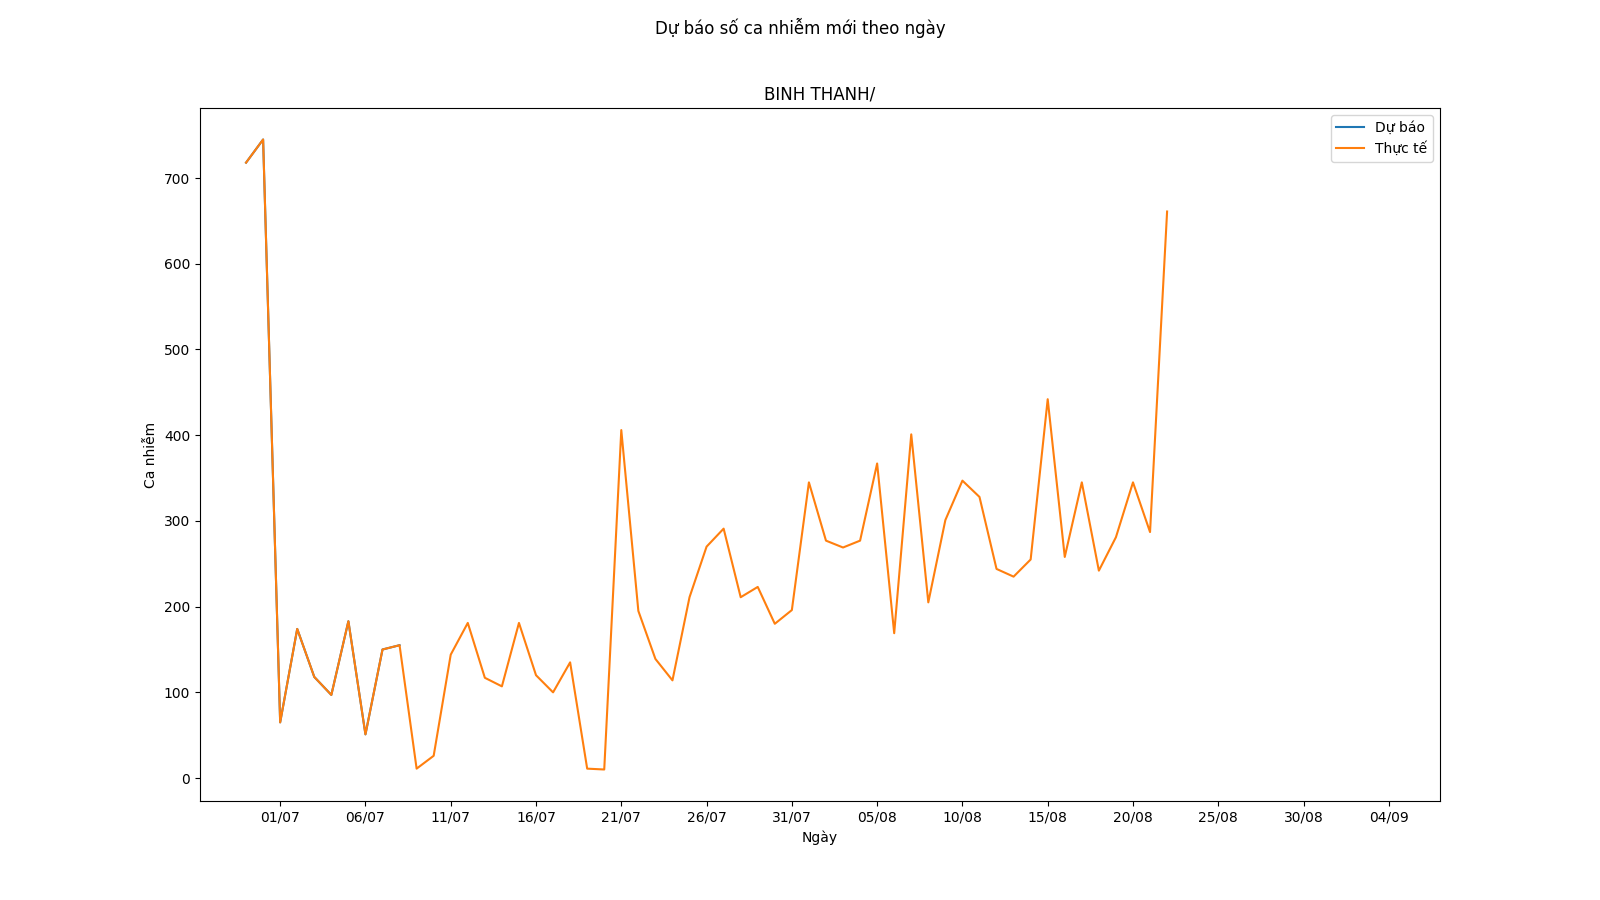 Dự báo số ca nhiễm mới theo ngày
BINH THANH/
Dự báo
Thực tế
700
600
500
400
300
200
100
0
Ca nhiễm
01/07 06/07 11/07 16/07 21/07 26/07 31/07 05/08 10/08 15/08 20/08 25/08 30/08 04/09
Ngày